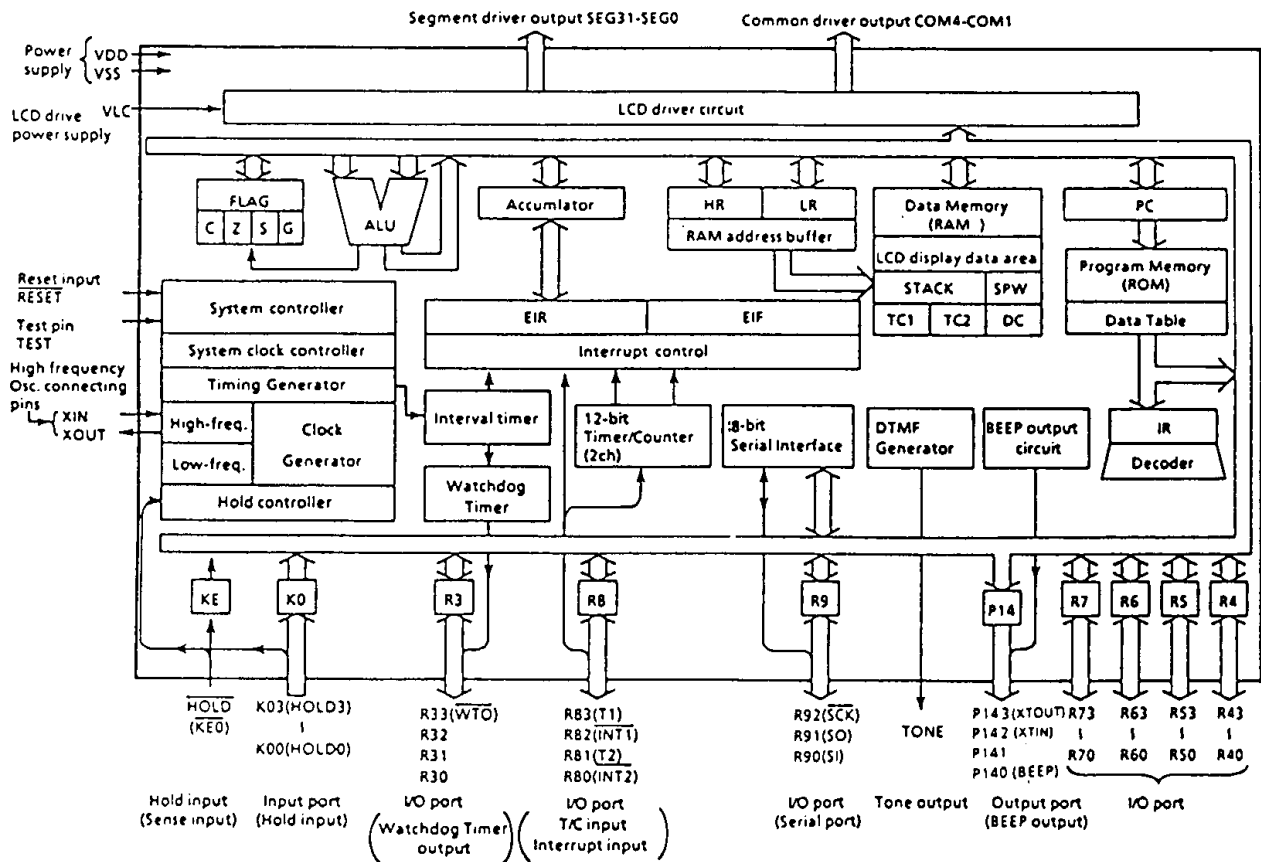 Segment driver output SEG31-SEG0
Common driver output COM4-COM1
Power supply
VDD
VSS
LCD drive power supply
VLC
LCD driver circuit
FLAG
C Z S G
ALU
Accumlator
HR LR
RAM address buffer
Data Memory (RAM)
LCD display data area
STACK SPW
TC1 TC2 DC
PC
Program Memory (ROM)
Data Table
Reset input
RESET
Test pin
TEST
High frequency Osc. connecting pins
XIN
XOUT
System controller
System clock controller
Timing Generator
High-freq.
Low-freq.
Clock Generator
Hold controller
EIR EIF
Interrupt control
Interval timer
Watchdog Timer
12-bit Timer/Counter (2ch)
8-bit Serial Interface
DTMF Generator
BEEP output circuit
IR
Decoder
KE K0 R3 R8 R9 P14 R7 R6 R5 R4
HOLD
(KE0)
K03(HOLD3)
K00(HOLD0)
R33(WTO)
R32
R31
R30
R83(T1)
R82(INT1)
R81(T2)
R80(INT2)
R92(SCK)
R91(SO)
R90(SI)
TONE
P143(XTOUT)
P142(XTIN)
P141
P140(BEEP)
R73
R70
R63
R60
R53
R50
R43
R40
Hold input
(Sense input)
Input port
(Hold input)
I/O port
(Watchdog Timer output)
I/O port
(T/C input Interrupt input)
I/O port
(Serial port)
Tone output
Output port
(BEEP output)
I/O port